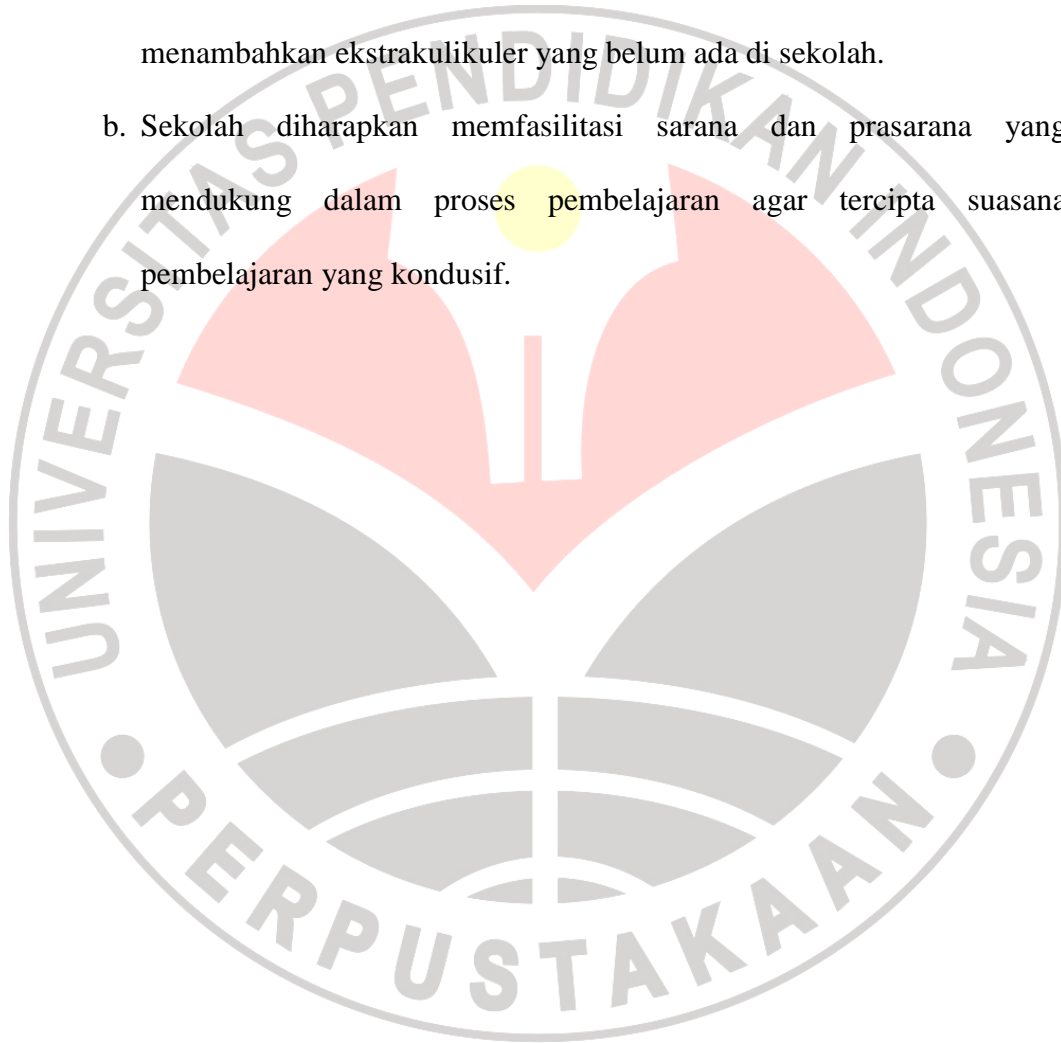 menambahkan ekstrakulikuler yang belum ada di sekolah.
b. Sekolah diharapkan memfasilitasi sarana dan prasarana yang
mendukung dalam proses pembelajaran agar tercipta suasana
pembelajaran yang kondusif.
UNIVERSITAS PENDIDIKAN INDONESIA
PERPUSTAKAAN